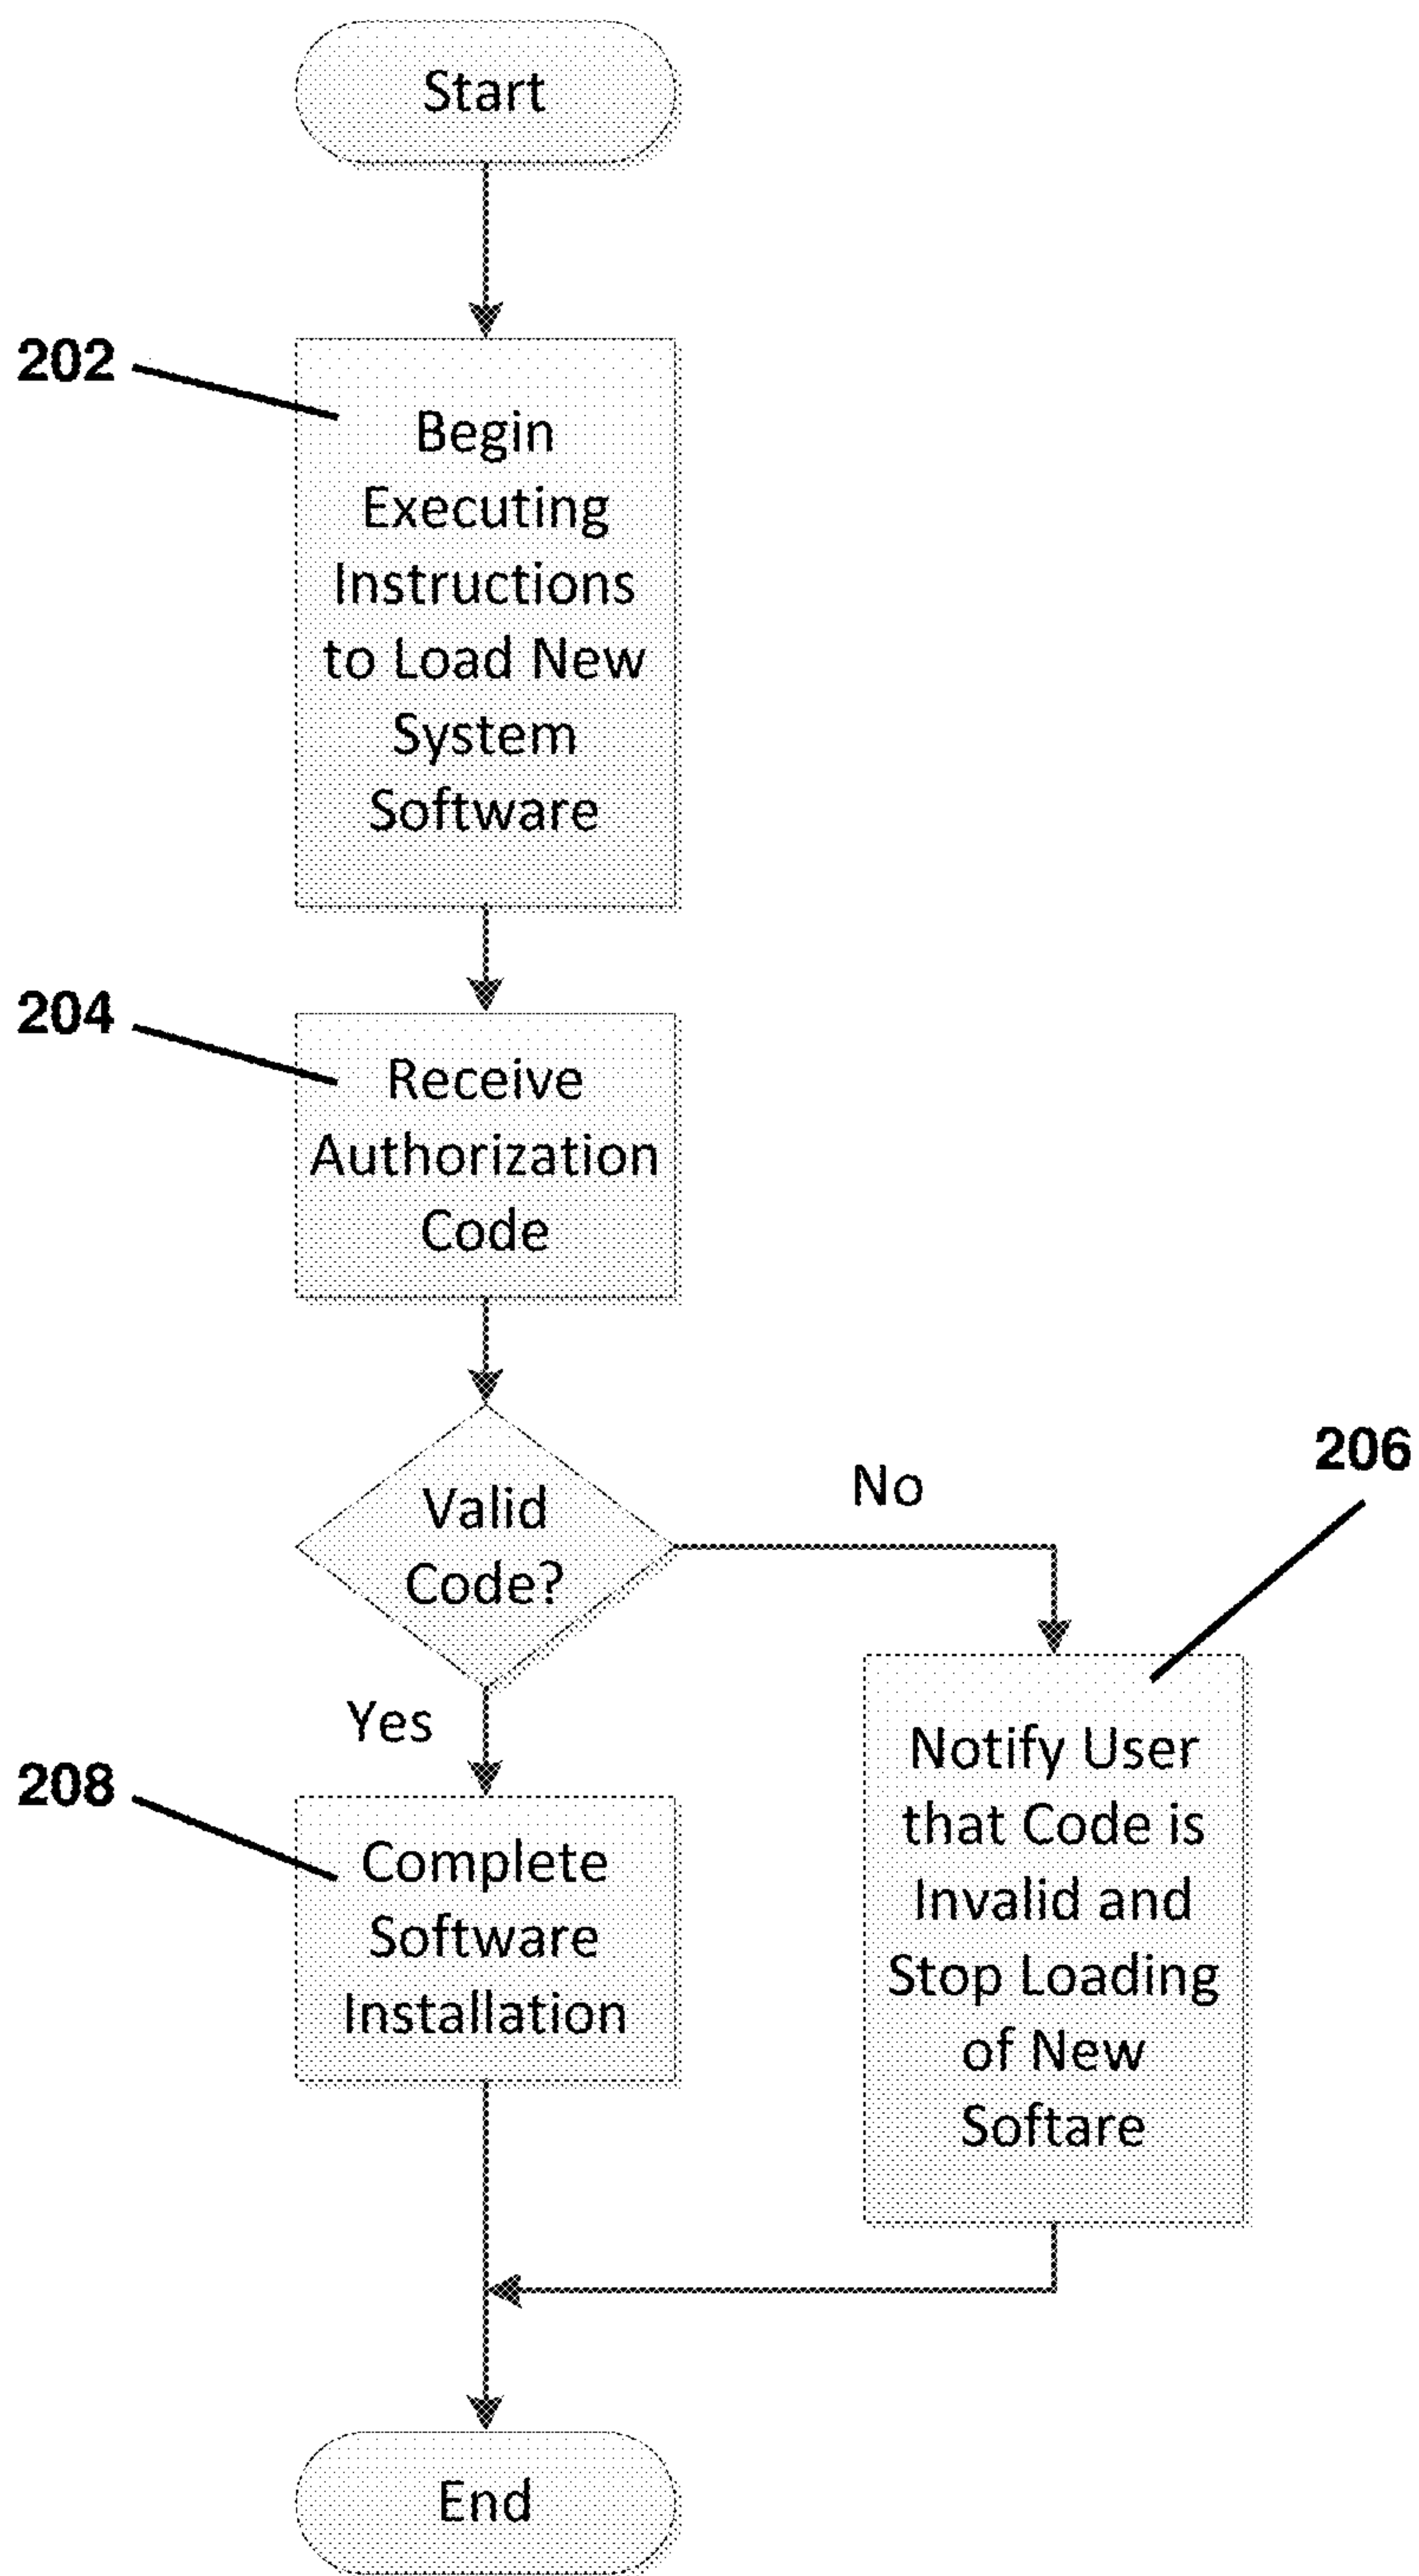 Start
202
Begin
Executing
Instructions
to Load New
System
Software
204
Receive
Authorization
Code
Valid
Code?
No
206
Yes
208
Complete
Software
Installation
Notify User
that Code is
Invalid and
Stop Loading
of New
Softare
End